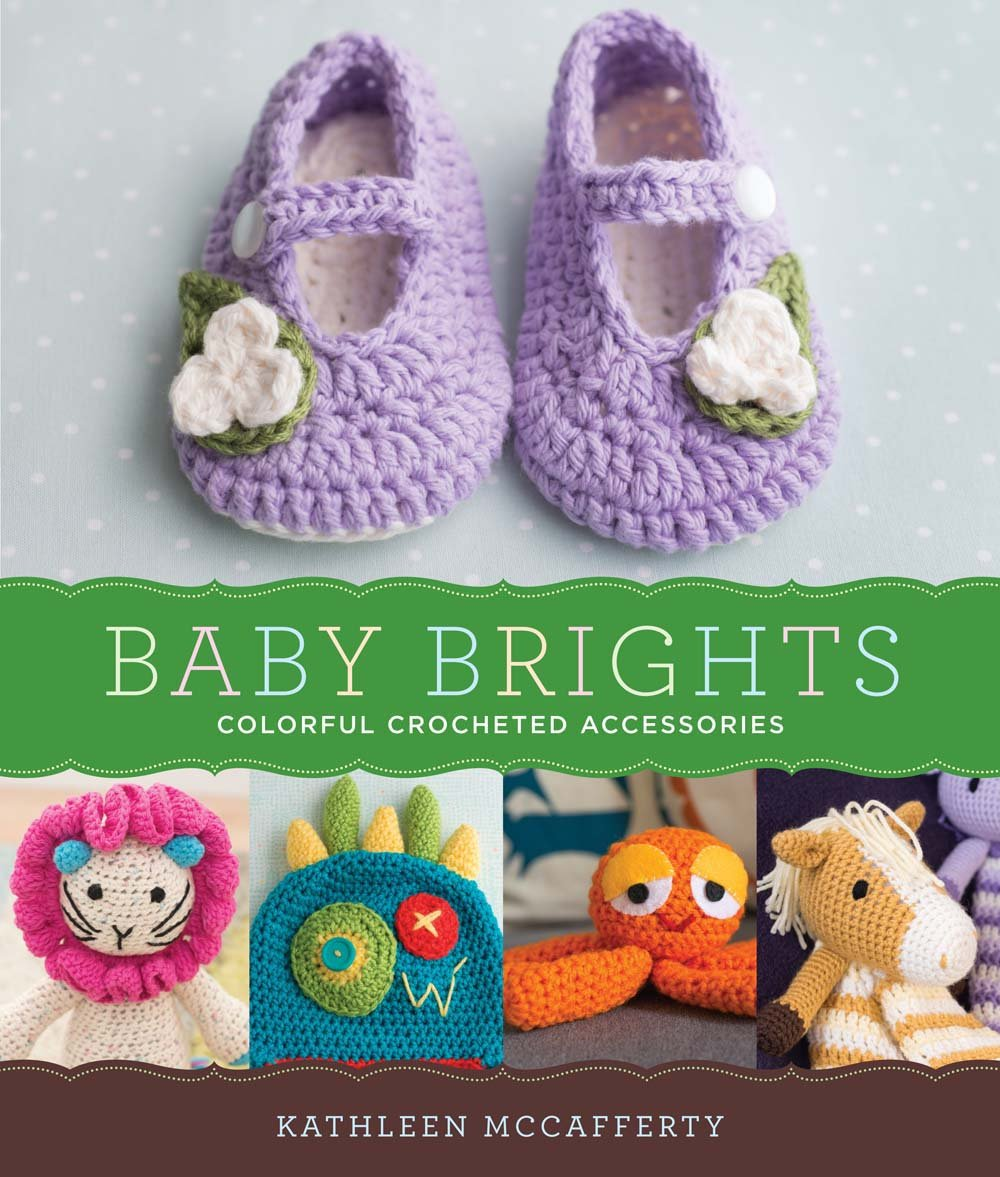 BABY BRIGHTS
COLORFUL CROCHETED ACCESSORIES
KATHLEEN MCCAFFERTY